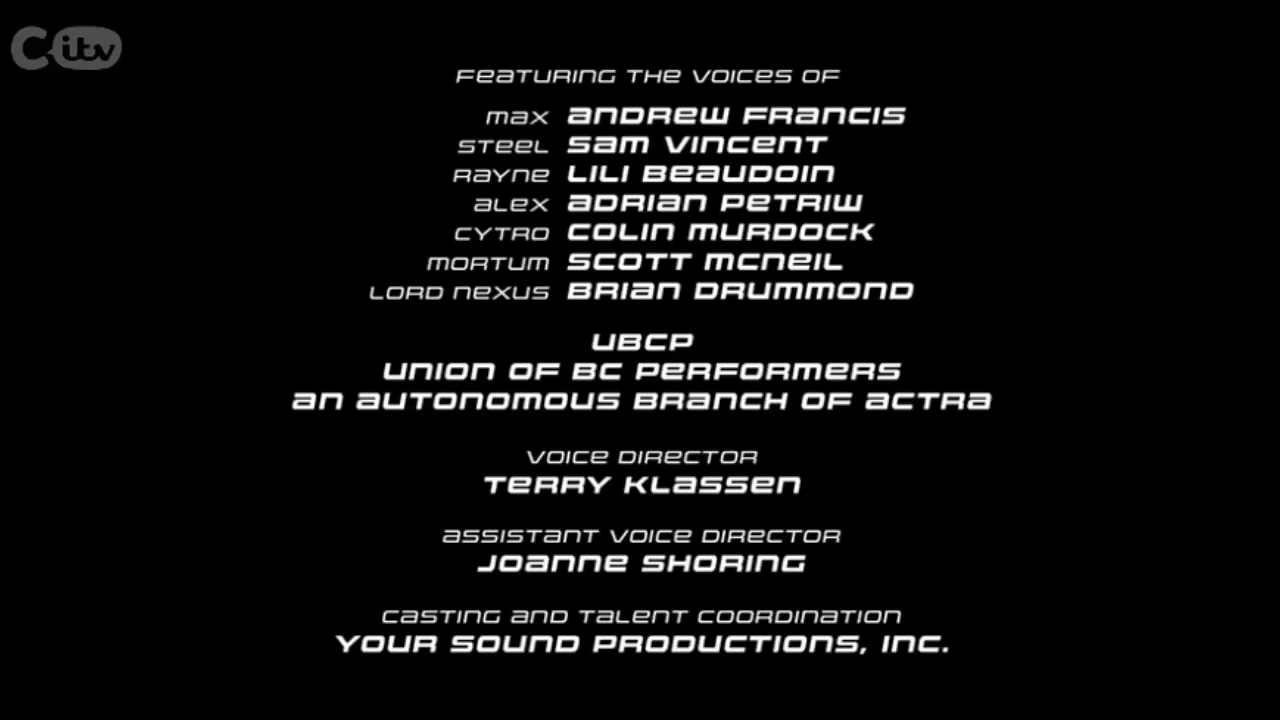 Citv
FEATURING THE VOICES OF
MAX ANDREW FRANCIS
STEEL SAM VINCENT
RAYNE LILI BEAUDOIN
ALEX ADRIAN PETRIW
CYTRO COLIN MURDOCK
MORTUM SCOTT MCNEIL
LORD NEXUS BRIAN DRUMMOND
UBCP
UNION OF BC PERFORMERS
AN AUTONOMOUS BRANCH OF ACTRA
VOICE DIRECTOR
TERRY KLASSEN
ASSISTANT VOICE DIRECTOR
JOANNE SHORING
CASTING AND TALENT COORDINATION
YOUR SOUND PRODUCTIONS, INC.